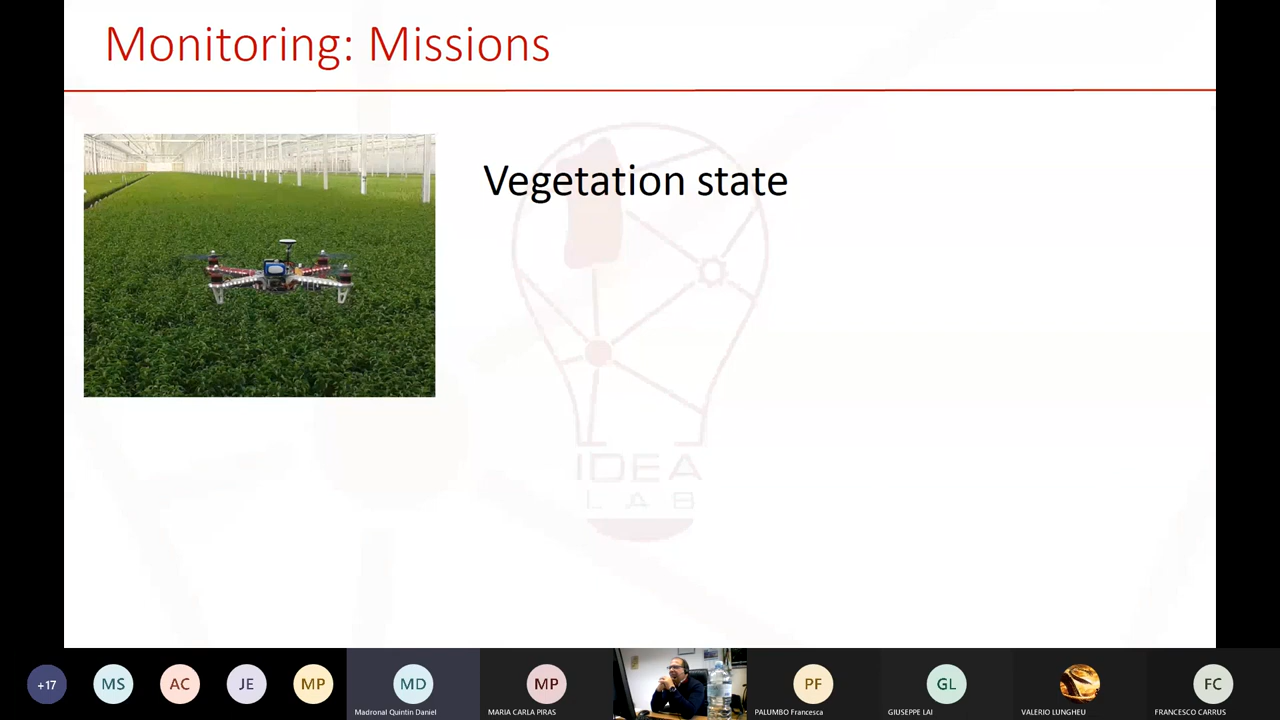 Monitoring: Missions
Vegetation state
IDEA
LAB
+17
MS
AC
JE
MP
MD
MP
PF
GL
FC
Madronal Quintin Daniel
MARIA CARLA PIRAS
PALUMBO Francesca
GIUSEPPE LAI
VALERIO LUNGHEU
FRANCESCO CARRUS